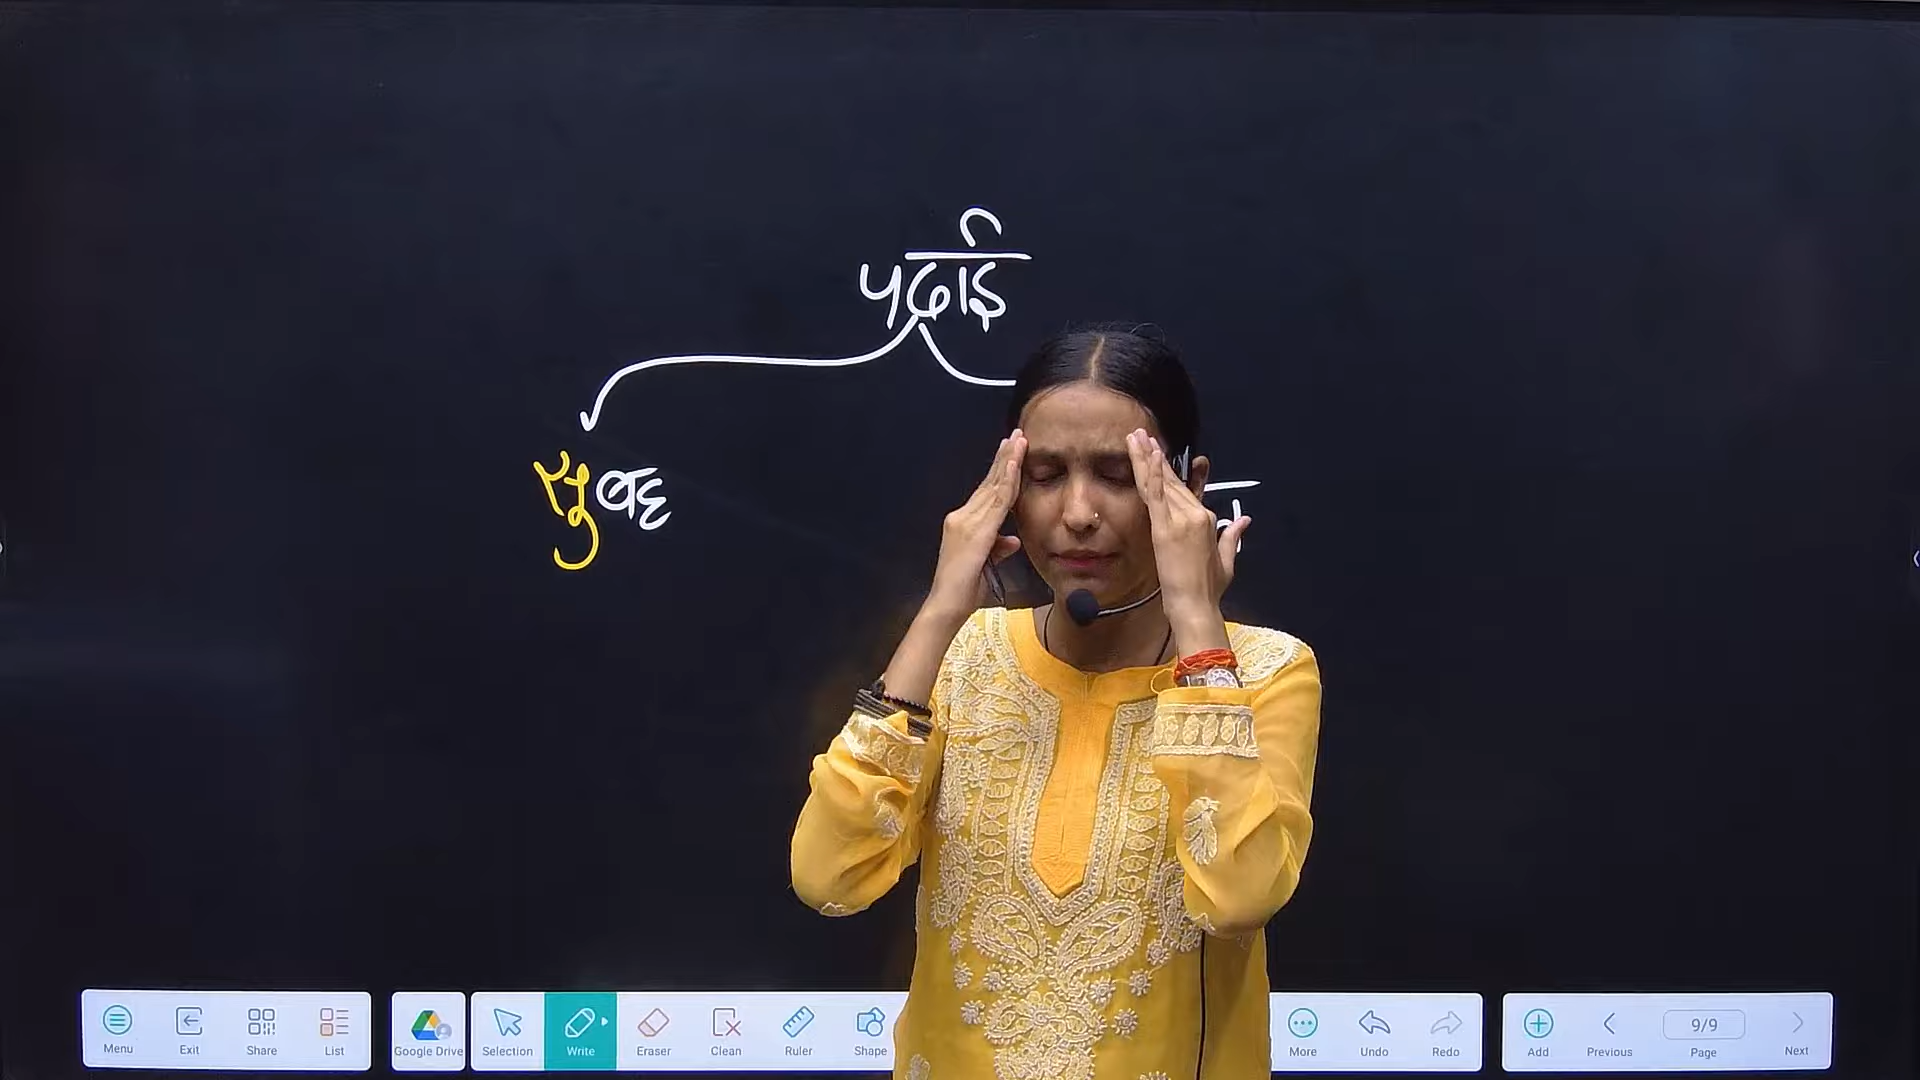 पढाई
सुबह
Menu Exit Share List Google Drive Selection Write Eraser Clean Ruler Shape More Undo Redo Add Previous 9/9 Page Next